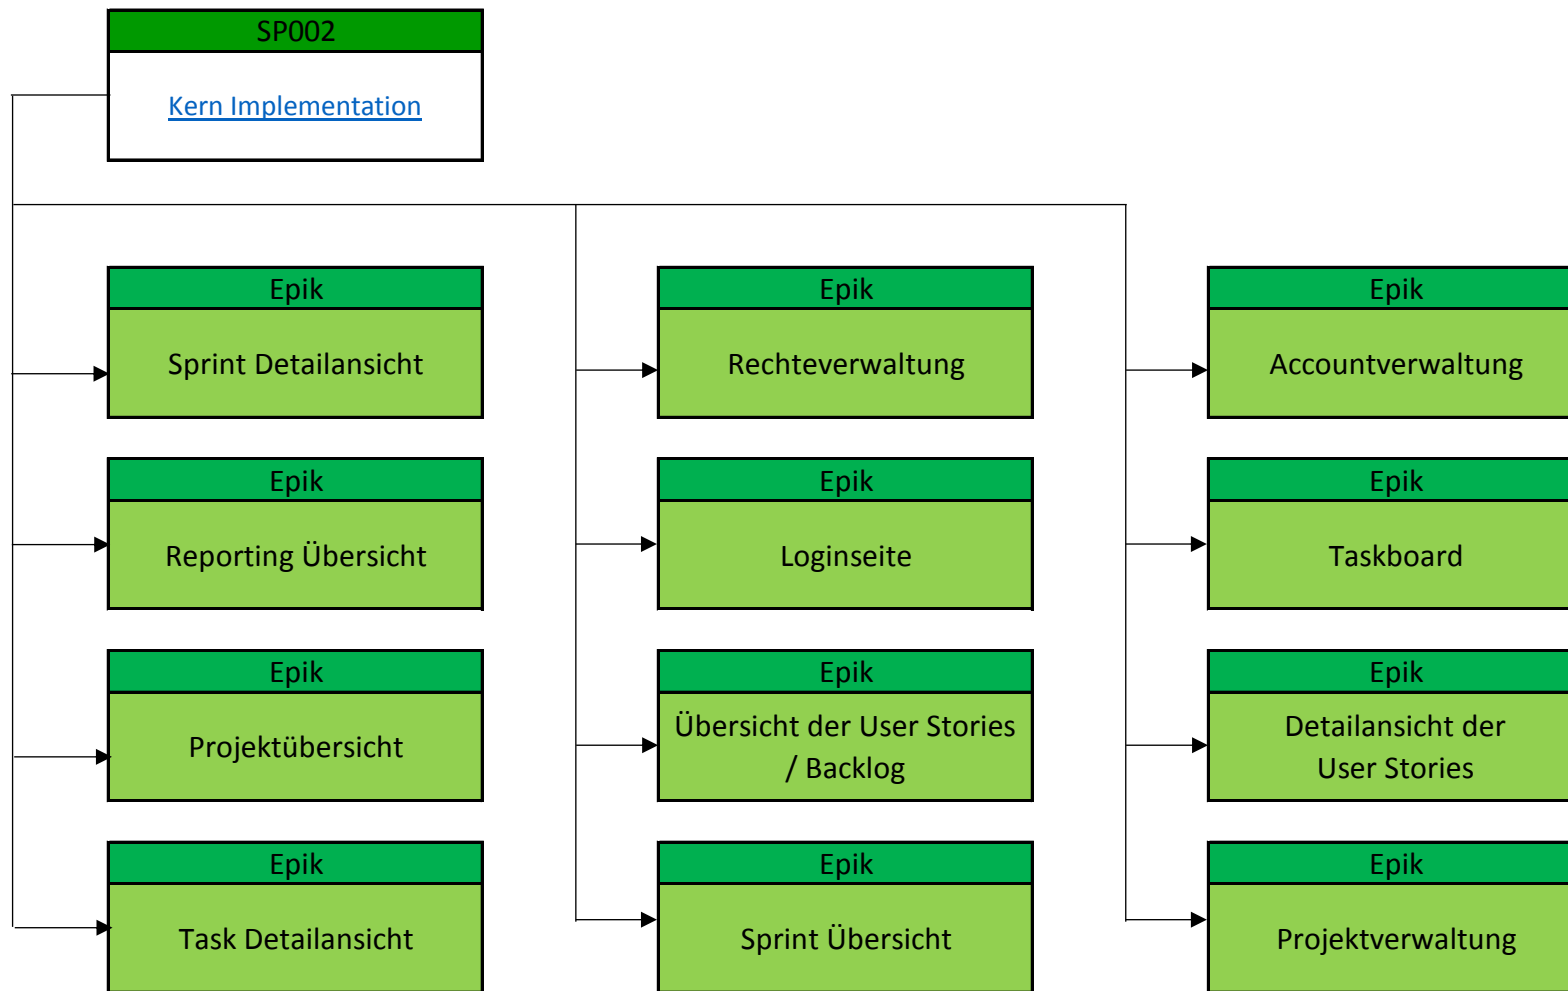 SP002
Kern Implementation
Epik
Sprint Detailansicht
Epik
Rechteverwaltung
Epik
Accountverwaltung
Epik
Reporting Übersicht
Epik
Loginseite
Epik
Taskboard
Epik
Projektübersicht
Epik
Übersicht der User Stories
/ Backlog
Epik
Detailansicht der
User Stories
Epik
Task Detailansicht
Epik
Sprint Übersicht
Epik
Projektverwaltung